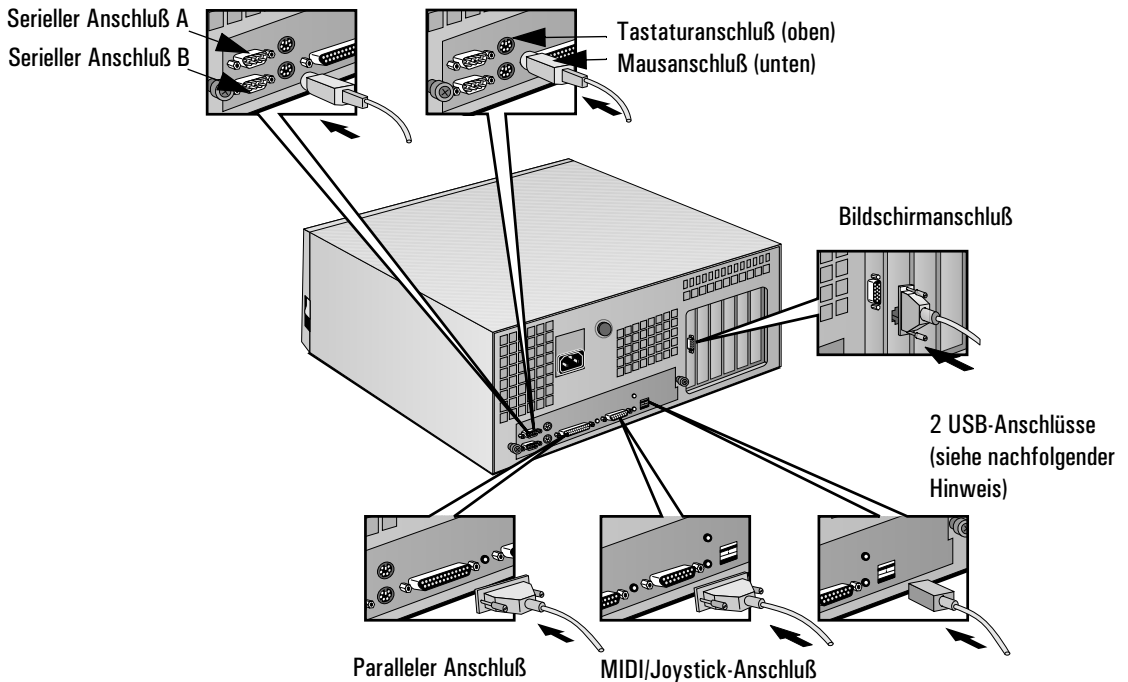 Serieller Anschluß A
Serieller Anschluß B
Tastaturanschluß (oben)
Mausanschluß (unten)
Bildschirmanschluß
2 USB-Anschlüsse
(siehe nachfolgender
Hinweis)
Paralleler Anschluß
MIDI/Joystick-Anschluß